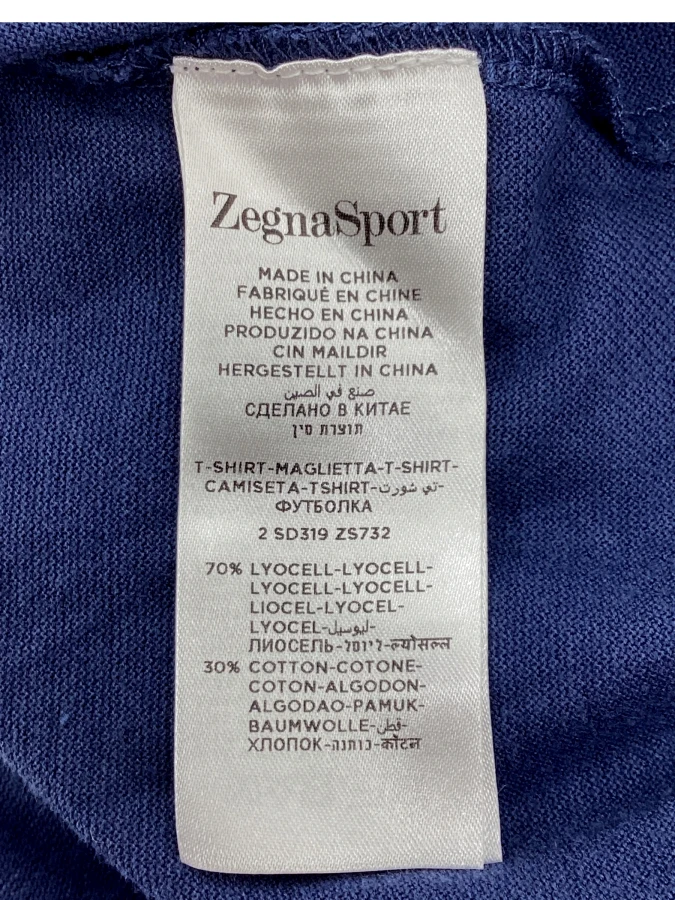 ZegnaSport
MADE IN CHINA
FABRIQUÉ EN CHINE
HECHO EN CHINA
PRODUZIDO NA CHINA
CIN MAILDIR
HERGESTELLT IN CHINA
صنع في الصين
СДЕЛАНО В КИТАЕ
תוצרת סין
T-SHIRT-MAGLIETTA-T-SHIRT-
CAMISETA-TSHIRT-تي شورت-
ФУТБОЛКА
2 SD319 ZS732
70% LYOCELL-LYOCELL-
LYOCELL-LYOCELL-
LIOCEL-LYOCEL-
LYOCEL-ليوسيل-
ЛИОСЕЛЬ-ליוסל-ल्योसल्ल
30% COTTON-COTONE-
COTON-ALGODON-
ALGODAO-PAMUK-
BAUMWOLLE-قطن-
ХЛОПОК-כותנה-कॉटन